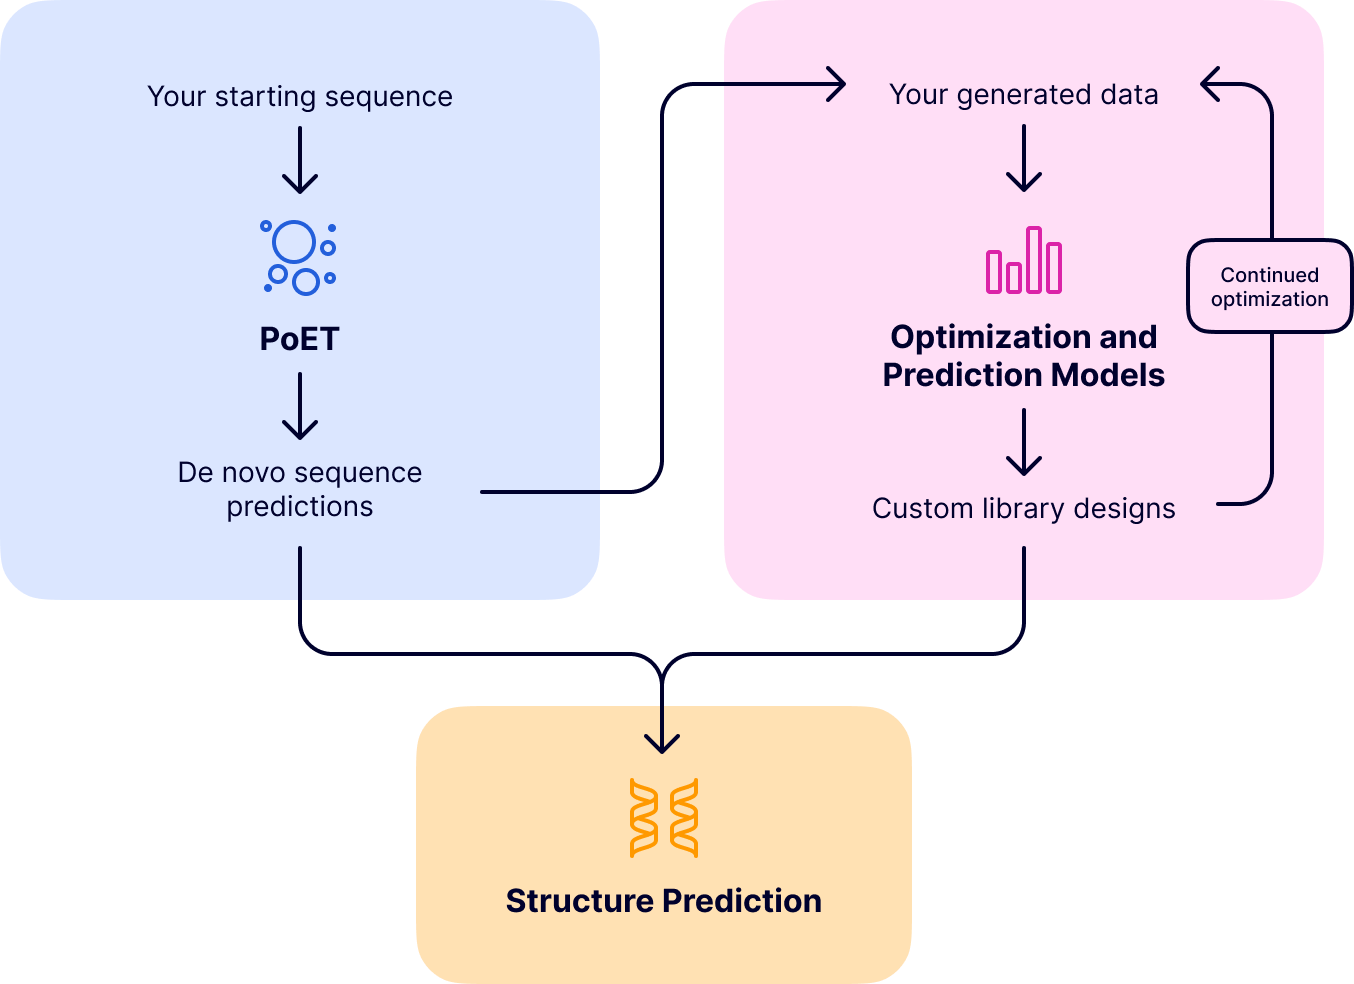 Your starting sequence
PoET
De novo sequence
predictions
Your generated data
Optimization and
Prediction Models
Custom library designs
Continued
optimization
Structure Prediction